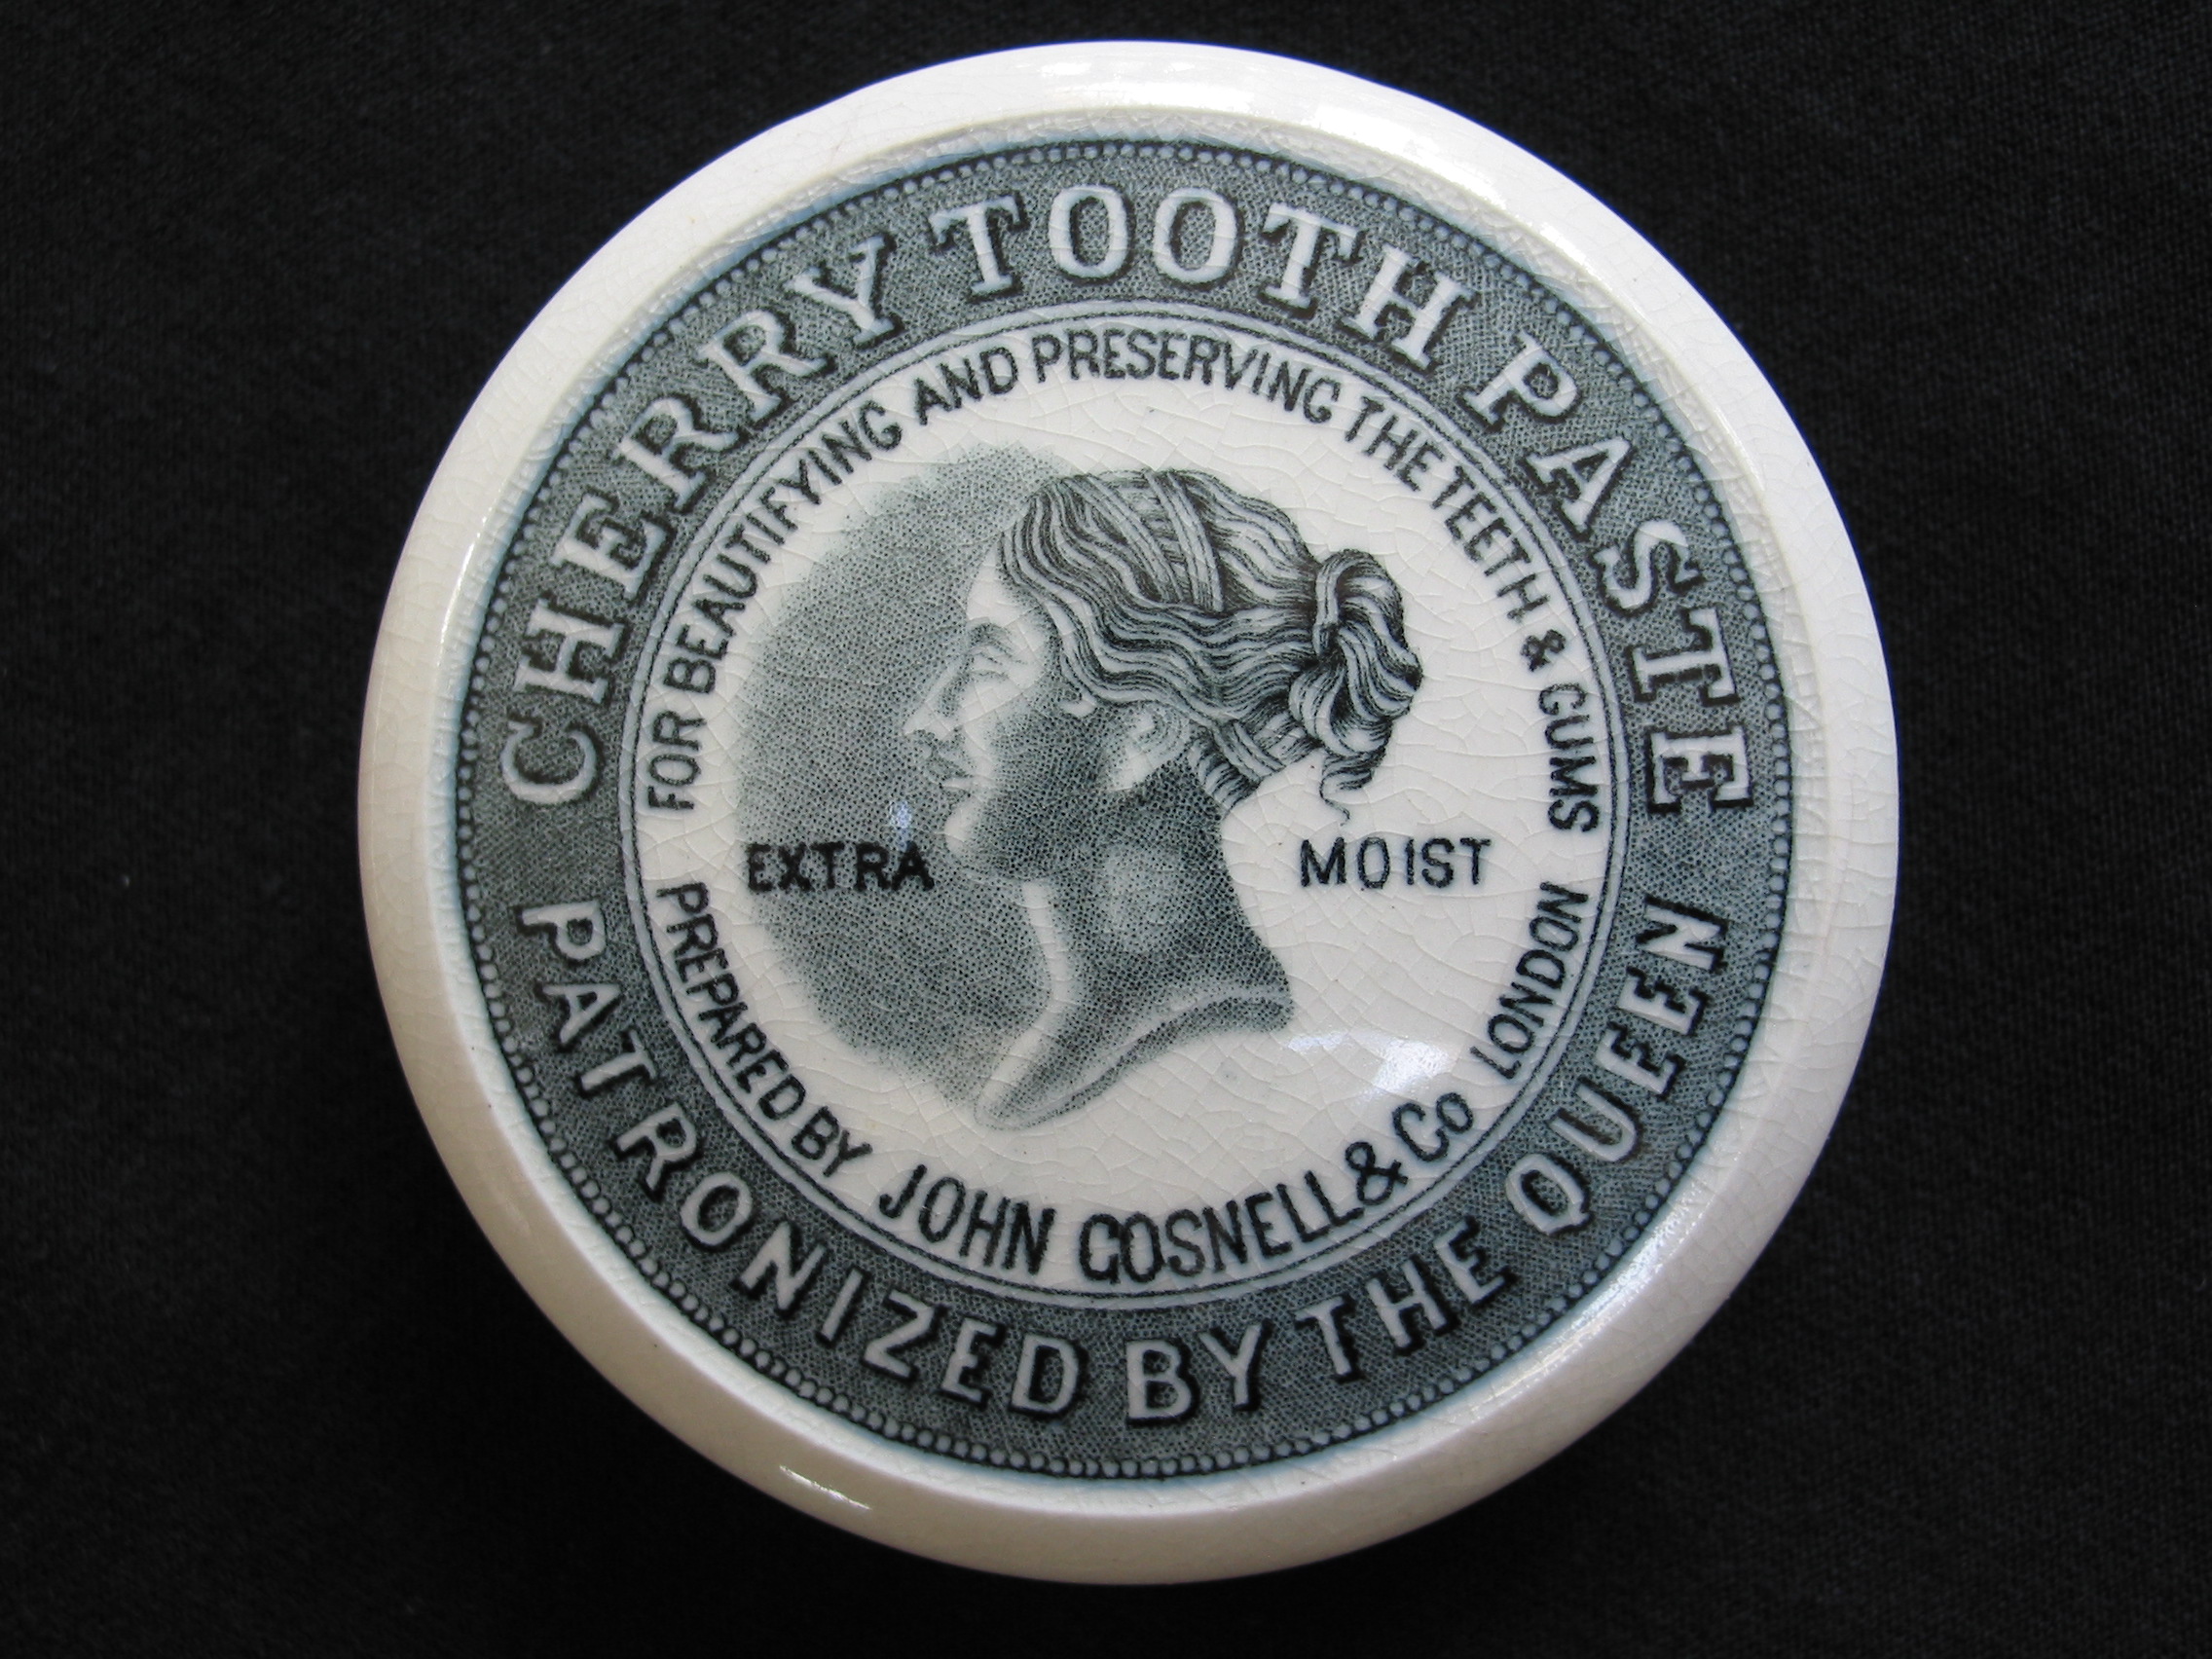 CHERRY TOOTH PASTE
FOR BEAUTIFYING AND PRESERVING THE TEETH & GUMS
EXTRA MOIST
PREPARED BY JOHN GOSNELL & Co LONDON
PATRONIZED BY THE QUEEN